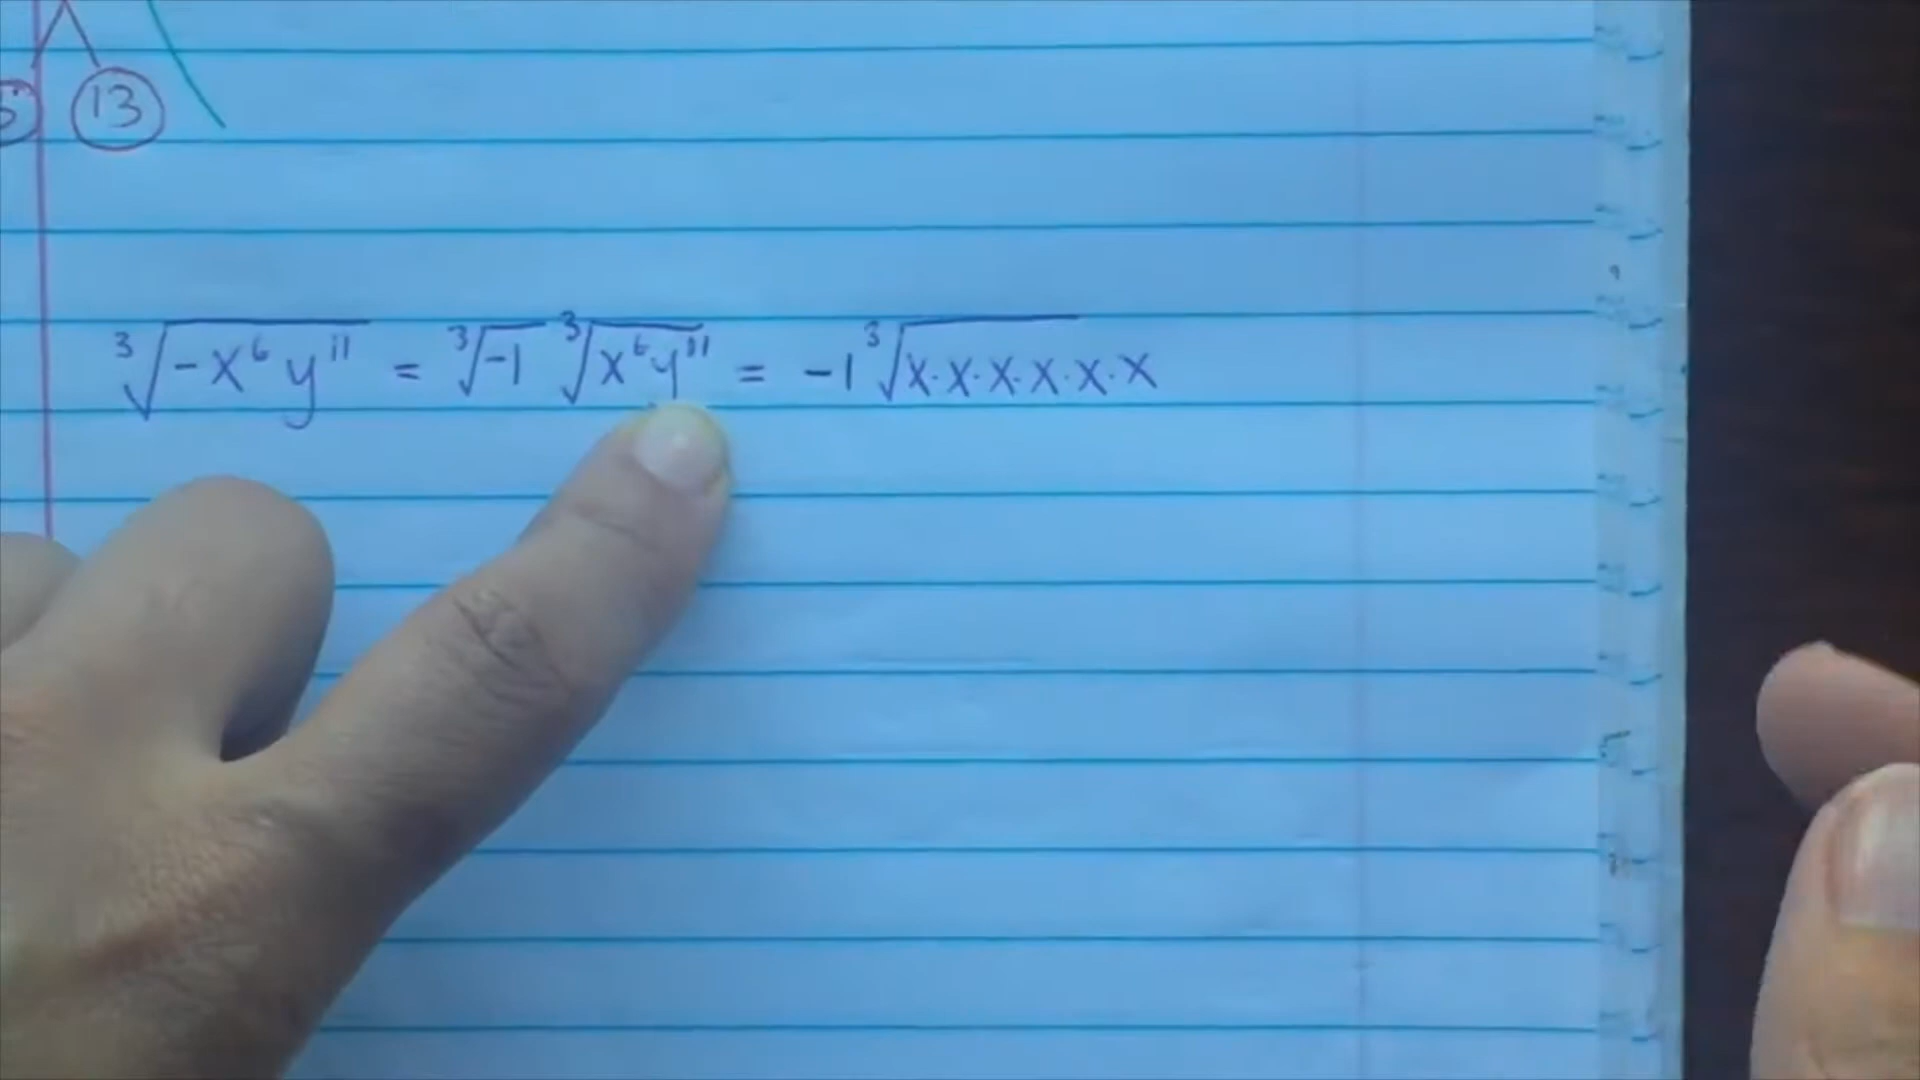 13
∛-x⁶y¹¹ = ∛-1 ∛x⁶y¹¹ = -1 ∛x·x·x·x·x·x